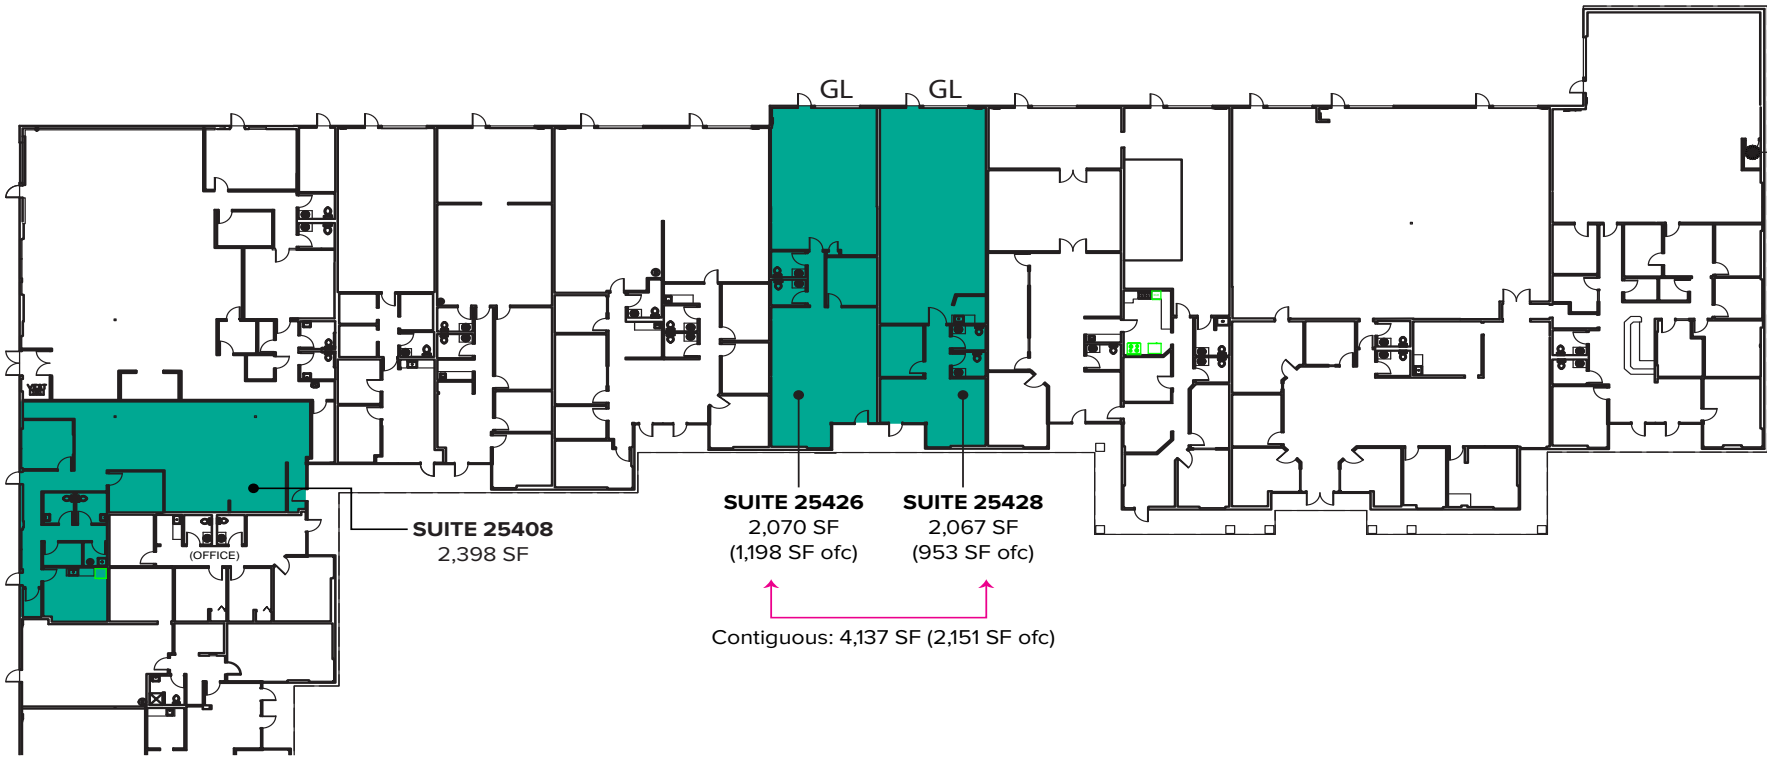 GL
GL
VEST
SUITE 25426
2,070 SF
(1,198 SF ofc)
SUITE 25428
2,067 SF
(953 SF ofc)
SUITE 25408
2,398 SF
(OFFICE)
Contiguous: 4,137 SF (2,151 SF ofc)